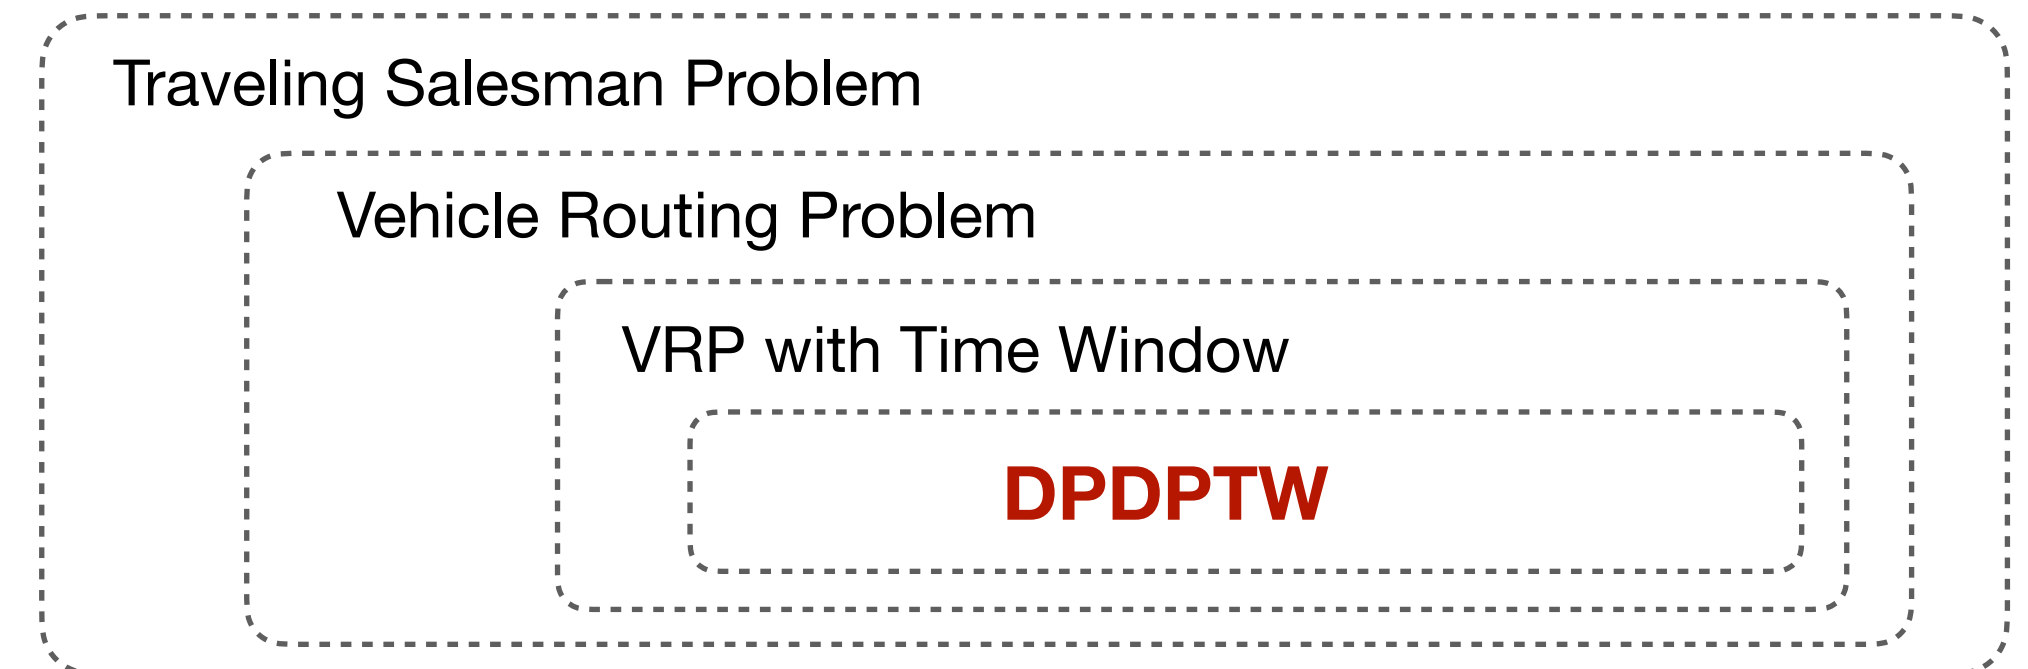 Traveling Salesman Problem
Vehicle Routing Problem
VRP with Time Window
DPDPTW